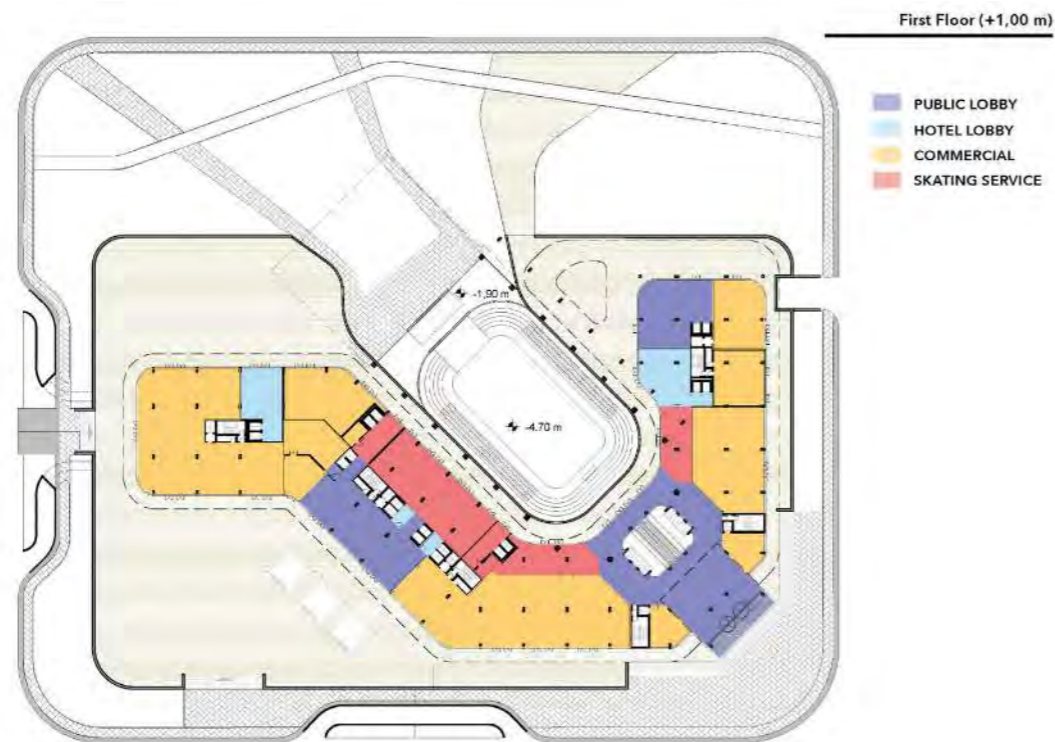 First Floor (+1,00 m)
PUBLIC LOBBY
HOTEL LOBBY
COMMERCIAL
SKATING SERVICE
-1,90 m
-4.70 m